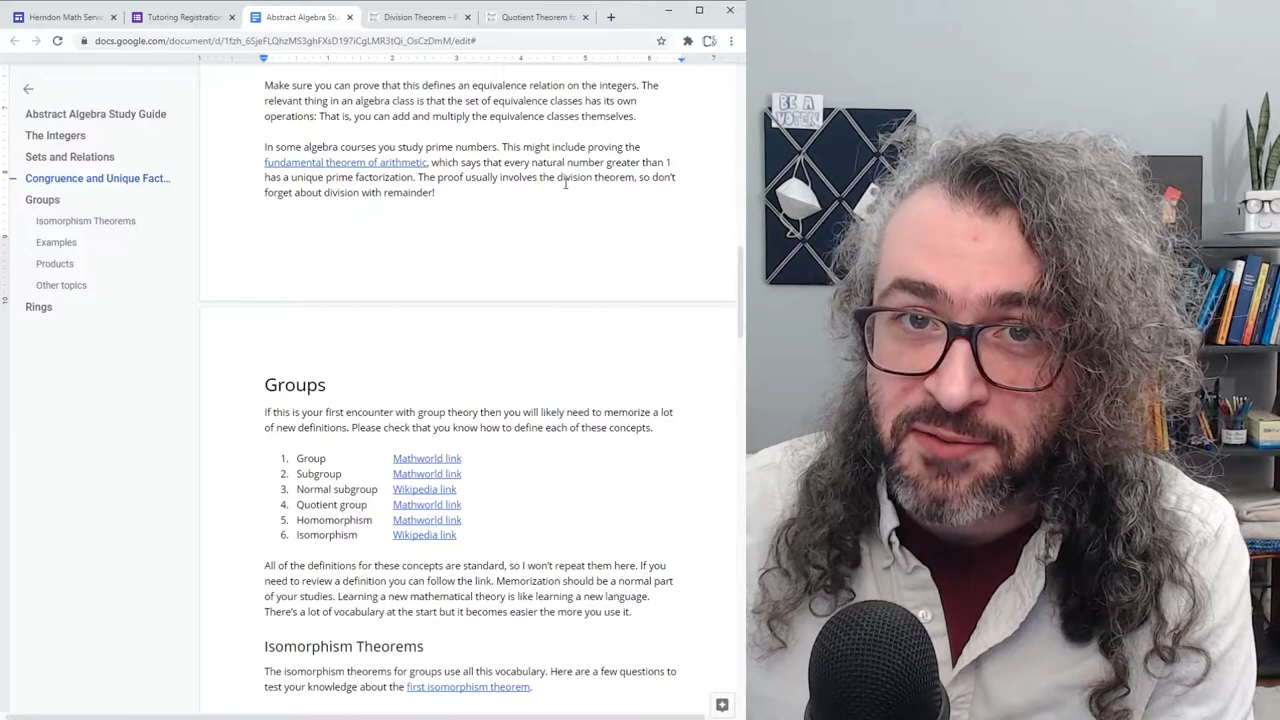 Herndon Math Serv
Tutoring Registration
Abstract Algebra Stu
Division Theorem -
Quotient Theorem fo
docs.google.com/document/d/1fzh_6SjeFLQhzMS3ghFXsD197iCgLMR3tQi_OsCzDmM/edit#
1
1
2
3
4
5
6
7
Abstract Algebra Study Guide
The Integers
Sets and Relations
Congruence and Unique Fact...
Groups
Isomorphism Theorems
Examples
Products
Other topics
Rings
Make sure you can prove that this defines an equivalence relation on the integers. The
relevant thing in an algebra class is that the set of equivalence classes has its own
operations: That is, you can add and multiply the equivalence classes themselves.
In some algebra courses you study prime numbers. This might include proving the
fundamental theorem of arithmetic, which says that every natural number greater than 1
has a unique prime factorization. The proof usually involves the division theorem, so don't
forget about division with remainder!
Groups
If this is your first encounter with group theory then you will likely need to memorize a lot
of new definitions. Please check that you know how to define each of these concepts.
1. Group Mathworld link
2. Subgroup Mathworld link
3. Normal subgroup Wikipedia link
4. Quotient group Mathworld link
5. Homomorphism Mathworld link
6. Isomorphism Wikipedia link
All of the definitions for these concepts are standard, so I won't repeat them here. If you
need to review a definition you can follow the link. Memorization should be a normal part
of your studies. Learning a new mathematical theory is like learning a new language.
There's a lot of vocabulary at the start but it becomes easier the more you use it.
Isomorphism Theorems
The isomorphism theorems for groups use all this vocabulary. Here are a few questions to
test your knowledge about the first isomorphism theorem.
BE A
VOTER